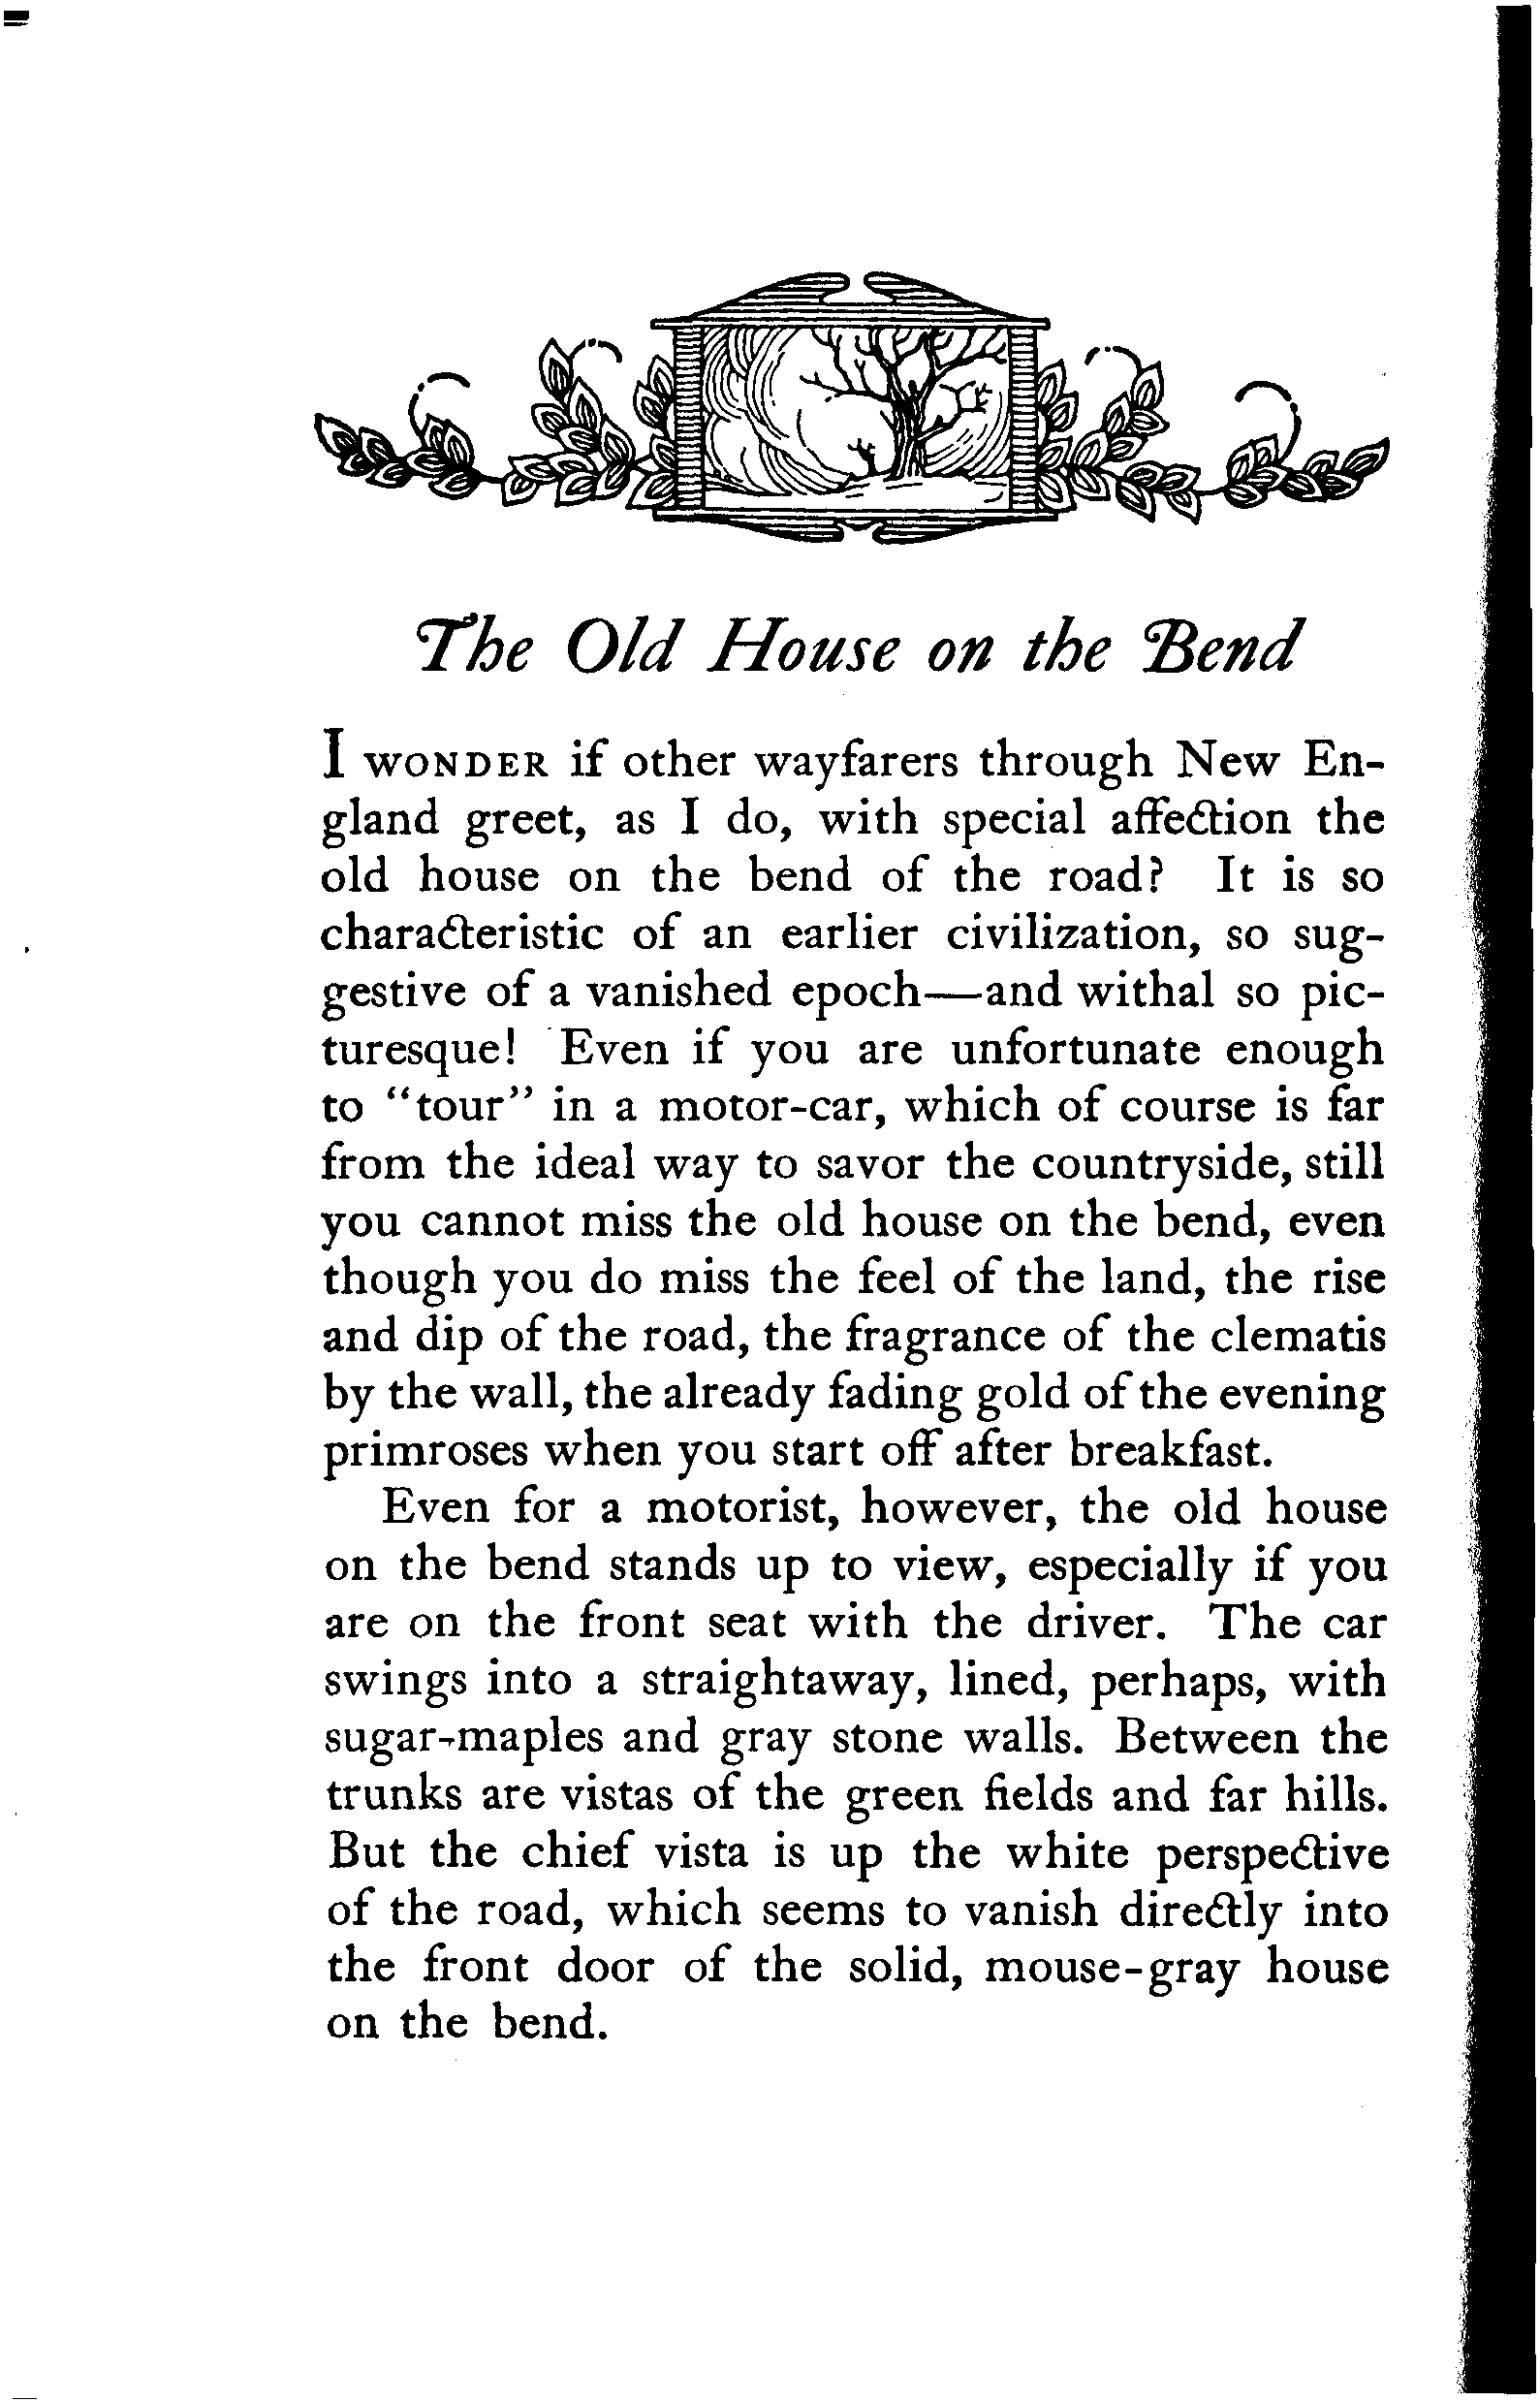 The Old House on the Bend
I WONDER if other wayfarers through New En-
gland greet, as I do, with special affection the
old house on the bend of the road? It is so
characteristic of an earlier civilization, so sug-
gestive of a vanished epoch—and withal so pic-
turesque! Even if you are unfortunate enough
to "tour" in a motor-car, which of course is far
from the ideal way to savor the countryside, still
you cannot miss the old house on the bend, even
though you do miss the feel of the land, the rise
and dip of the road, the fragrance of the clematis
by the wall, the already fading gold of the evening
primroses when you start off after breakfast.
Even for a motorist, however, the old house
on the bend stands up to view, especially if you
are on the front seat with the driver. The car
swings into a straightaway, lined, perhaps, with
sugar-maples and gray stone walls. Between the
trunks are vistas of the green fields and far hills.
But the chief vista is up the white perspective
of the road, which seems to vanish directly into
the front door of the solid, mouse-gray house
on the bend.